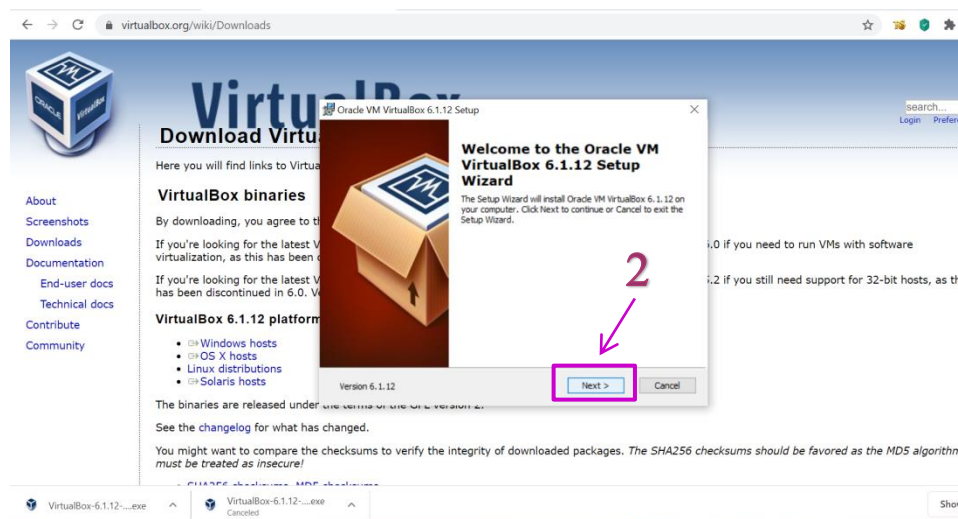 virtualbox.org/wiki/Downloads
ORACLE
VirtualBox
search...
Login Prefer
Download Virtu
Here you will find links to Virtua
VirtualBox binaries
By downloading, you agree to t
If you're looking for the latest V
.0 if you need to run VMs with software
virtualization, as this has been
If you're looking for the latest V
.2 if you still need support for 32-bit hosts, as th
has been discontinued in 6.0. V
VirtualBox 6.1.12 platform
Windows hosts
OS X hosts
Linux distributions
Solaris hosts
The binaries are released under the terms of the GPL version 2.
See the changelog for what has changed.
You might want to compare the checksums to verify the integrity of downloaded packages. The SHA256 checksums should be favored as the MD5 algorithm
must be treated as insecure!
SHA256 checksums, MD5 checksums
About
Screenshots
Downloads
Documentation
End-user docs
Technical docs
Contribute
Community
Oracle VM VirtualBox 6.1.12 Setup
Welcome to the Oracle VM
VirtualBox 6.1.12 Setup
Wizard
The Setup Wizard will install Oracle VM VirtualBox 6.1.12 on
your computer. Click Next to continue or Cancel to exit the
Setup Wizard.
2
Version 6.1.12
Next >
Cancel
VirtualBox-6.1.12-....exe
VirtualBox-6.1.12-....exe
Canceled
Sho